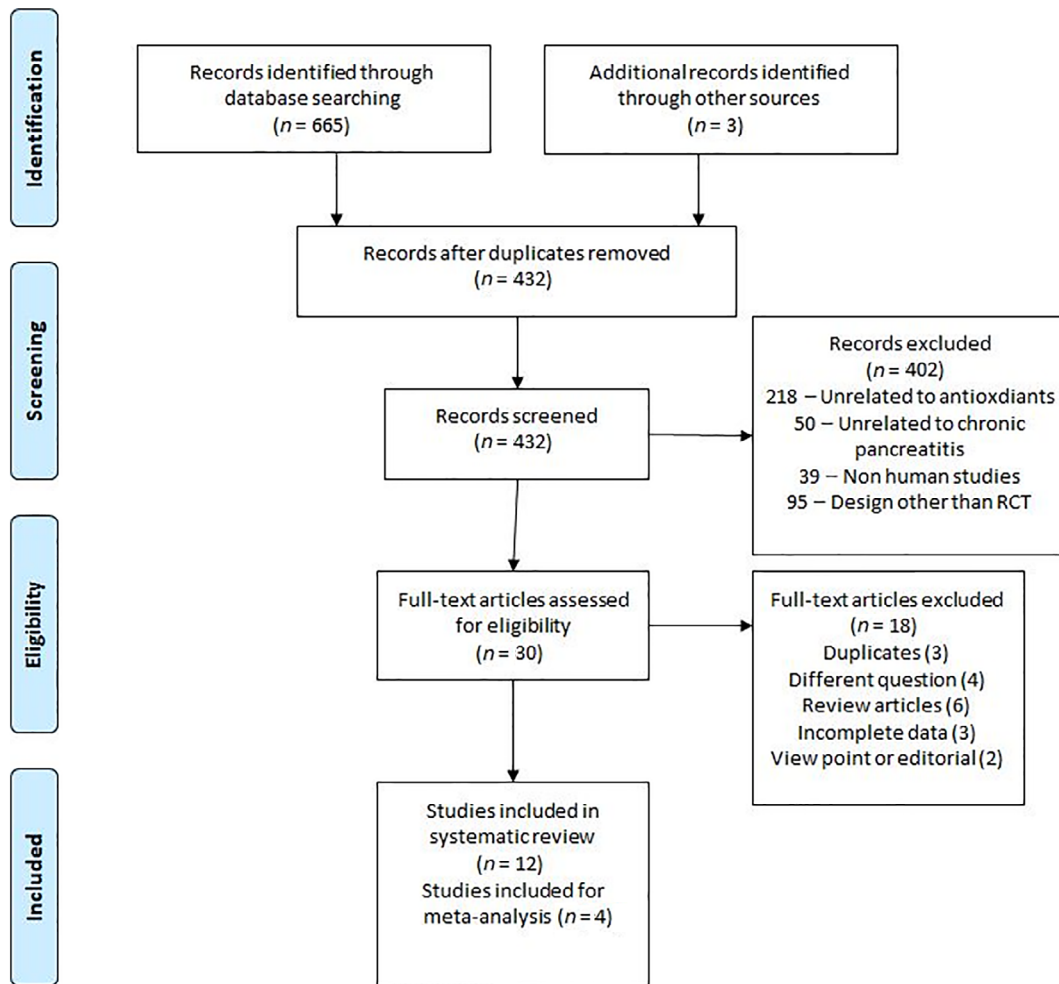 Identification
Records identified through
database searching
(n = 665)
Additional records identified
through other sources
(n = 3)
Records after duplicates removed
(n = 432)
Screening
Records screened
(n = 432)
Records excluded
(n = 402)
218 – Unrelated to antioxdiants
50 – Unrelated to chronic
pancreatitis
39 – Non human studies
95 – Design other than RCT
Eligibility
Full-text articles assessed
for eligibility
(n = 30)
Full-text articles excluded
(n = 18)
Duplicates (3)
Different question (4)
Review articles (6)
Incomplete data (3)
View point or editorial (2)
Included
Studies included in
systematic review
(n = 12)
Studies included for
meta-analysis (n = 4)